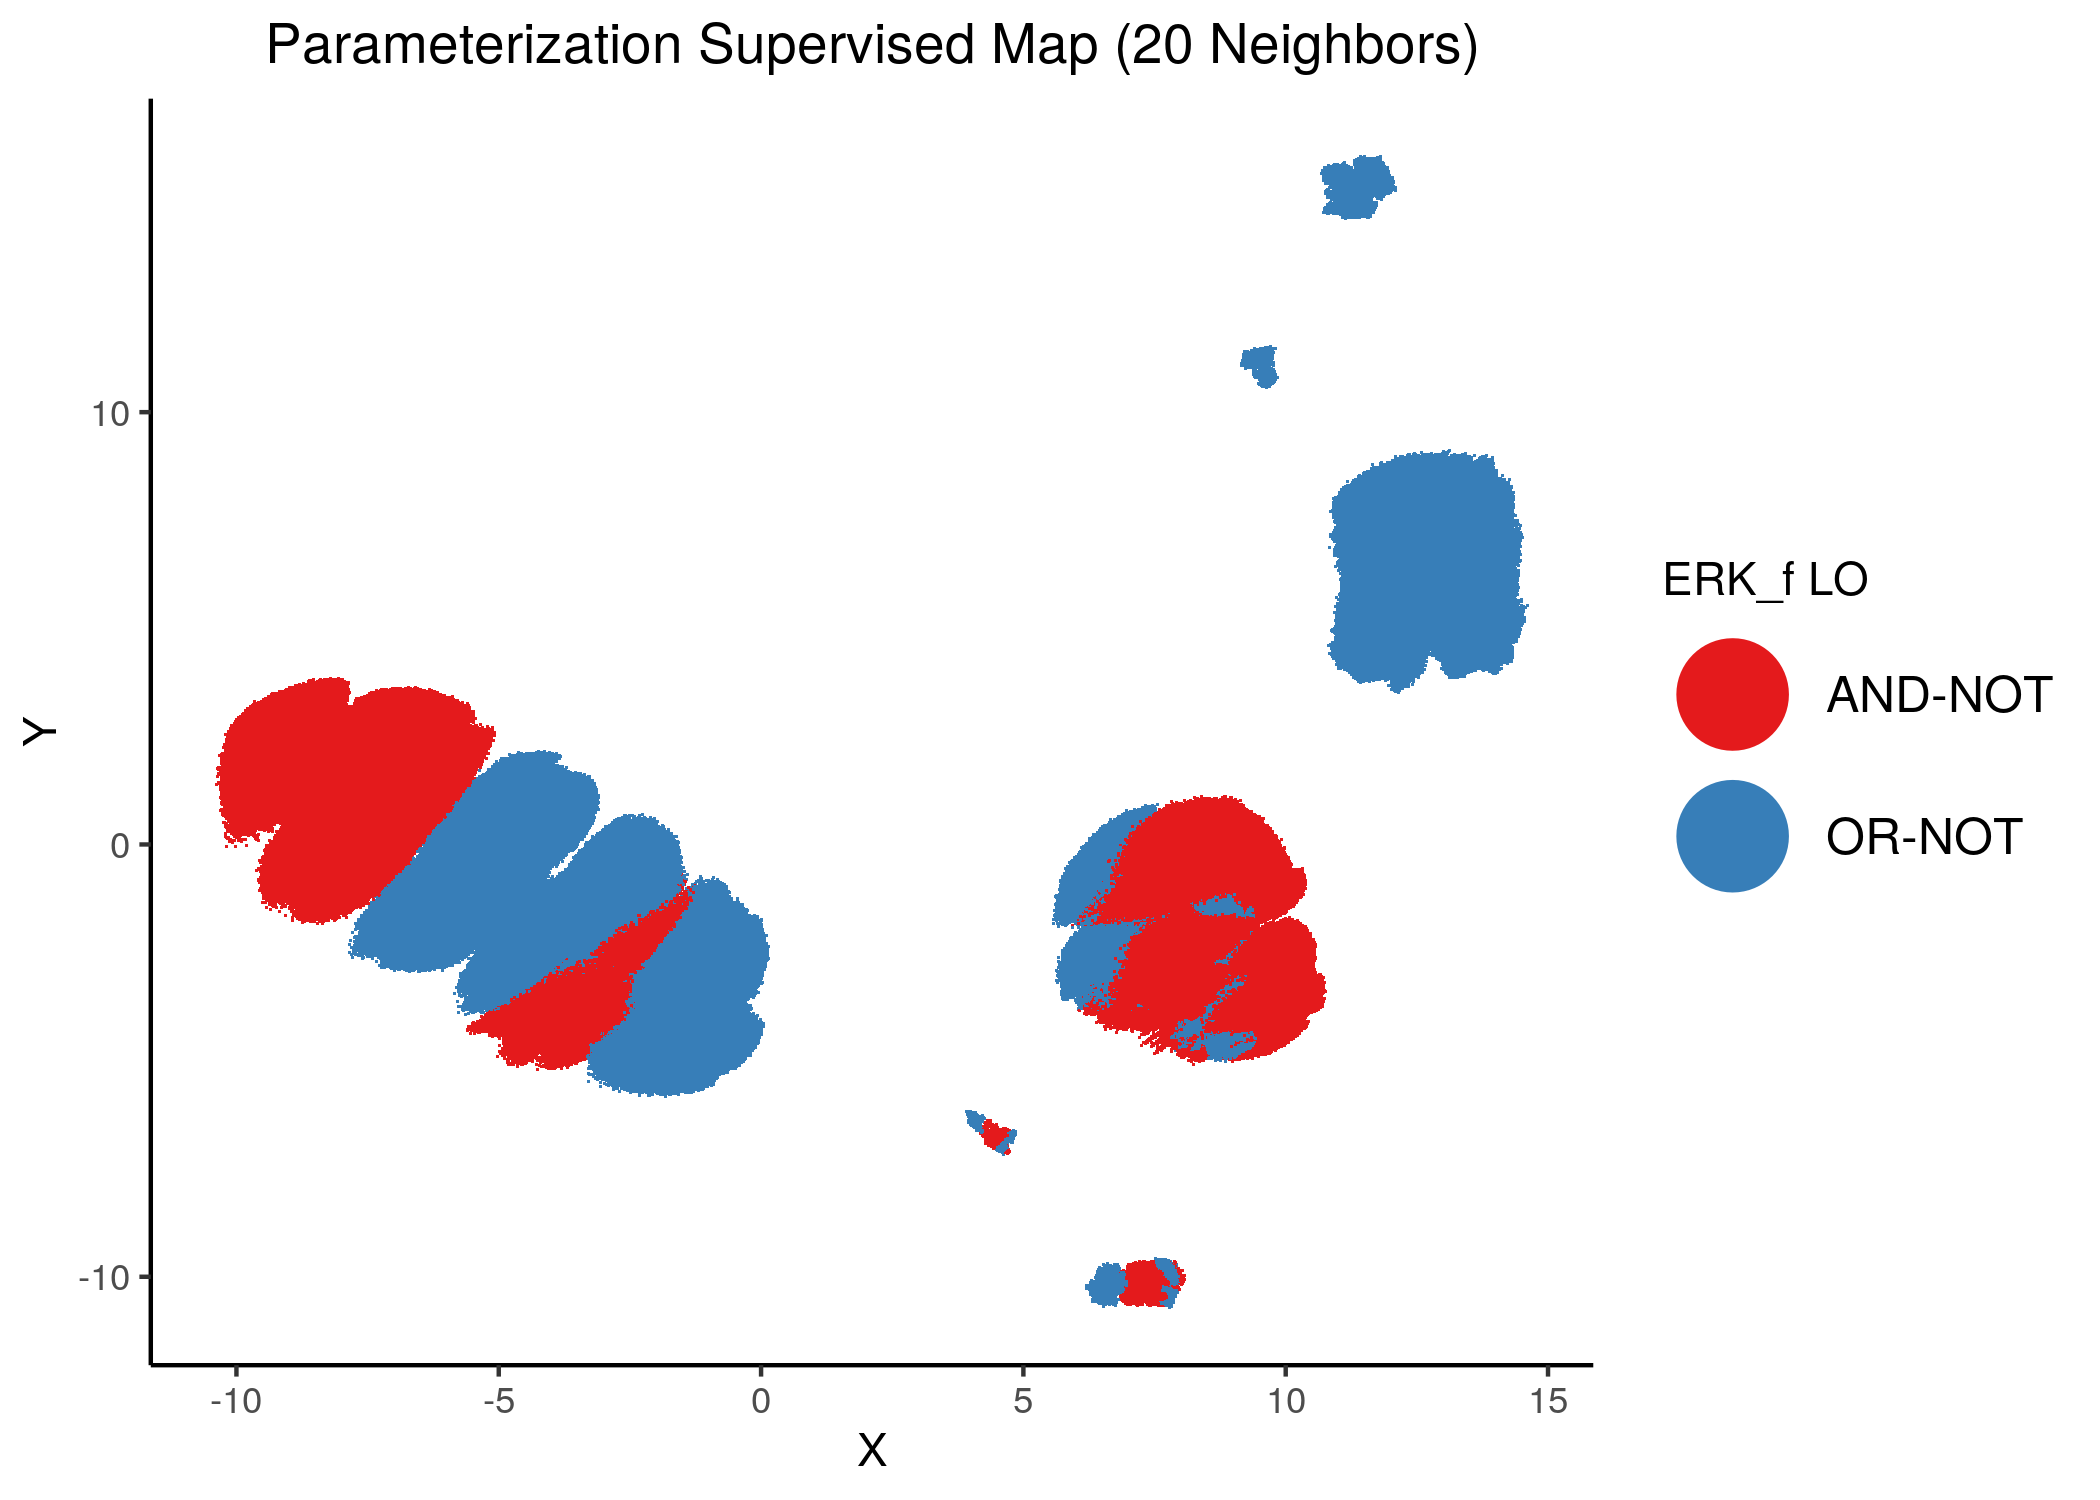 Parameterization Supervised Map (20 Neighbors)
10
0
-10
Y
-10
-5
0
5
10
15
X
ERK_f LO
AND-NOT
OR-NOT